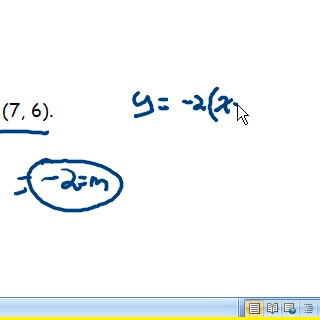 (7, 6).
y = -2(x-
= -2=m